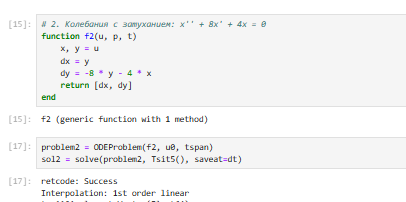 [15]: # 2. Колебания с затуханием: x'' + 8x' + 4x = 0
function f2(u, p, t)
x, y = u
dx = y
dy = -8 * y - 4 * x
return [dx, dy]
end
[15]: f2 (generic function with 1 method)
[17]: problem2 = ODEProblem(f2, u0, tspan)
sol2 = solve(problem2, Tsit5(), saveat=dt)
[17]: retcode: Success
Interpolation: 1st order linear